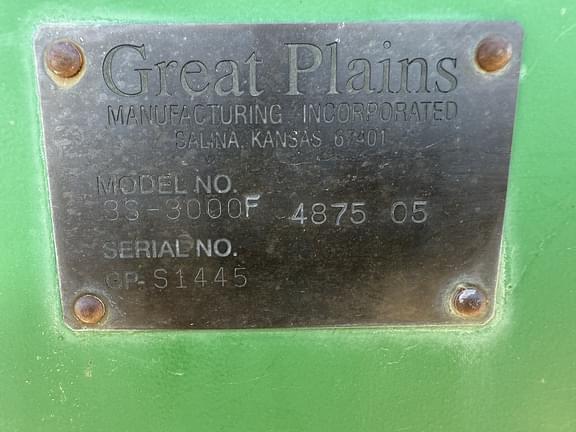 Great Plains
MANUFACTURING INCORPORATED
SALINA, KANSAS 67401
MODEL NO.
3S-3000F 4875 05
SERIAL NO.
GP-S1445